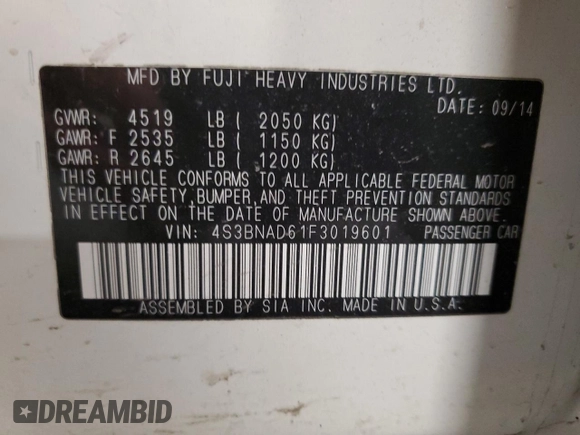 MFD BY FUJI HEAVY INDUSTRIES LTD.
DATE: 09/14
GVWR: 4519 LB ( 2050 KG)
GAWR: F 2535 LB ( 1150 KG)
GAWR: R 2645 LB ( 1200 KG)
THIS VEHICLE CONFORMS TO ALL APPLICABLE FEDERAL MOTOR
VEHICLE SAFETY, BUMPER, AND THEFT PREVENTION STANDARDS
IN EFFECT ON THE DATE OF MANUFACTURE SHOWN ABOVE.
VIN: 4S3BNAD61F3019601 PASSENGER CAR
ASSEMBLED BY SIA INC. MADE IN U.S.A.
DREAMBID